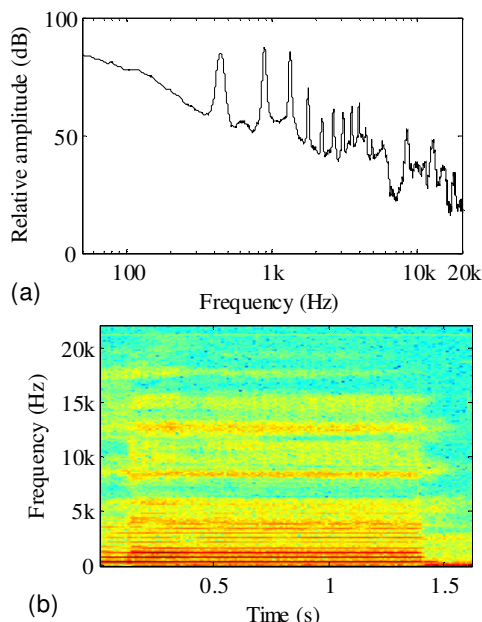 100
50
0
Relative amplitude (dB)
100 1k 10k 20k
Frequency (Hz)
(a)
20k
15k
10k
5k
0
Frequency (Hz)
0.5 1 1.5
Time (s)
(b)